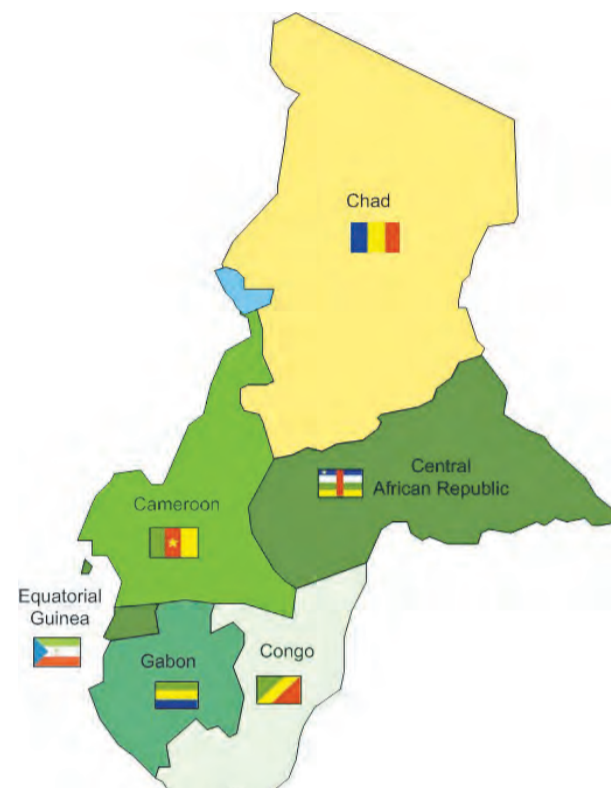 Chad
Central
African Republic
Cameroon
Equatorial
Guinea
Gabon
Congo